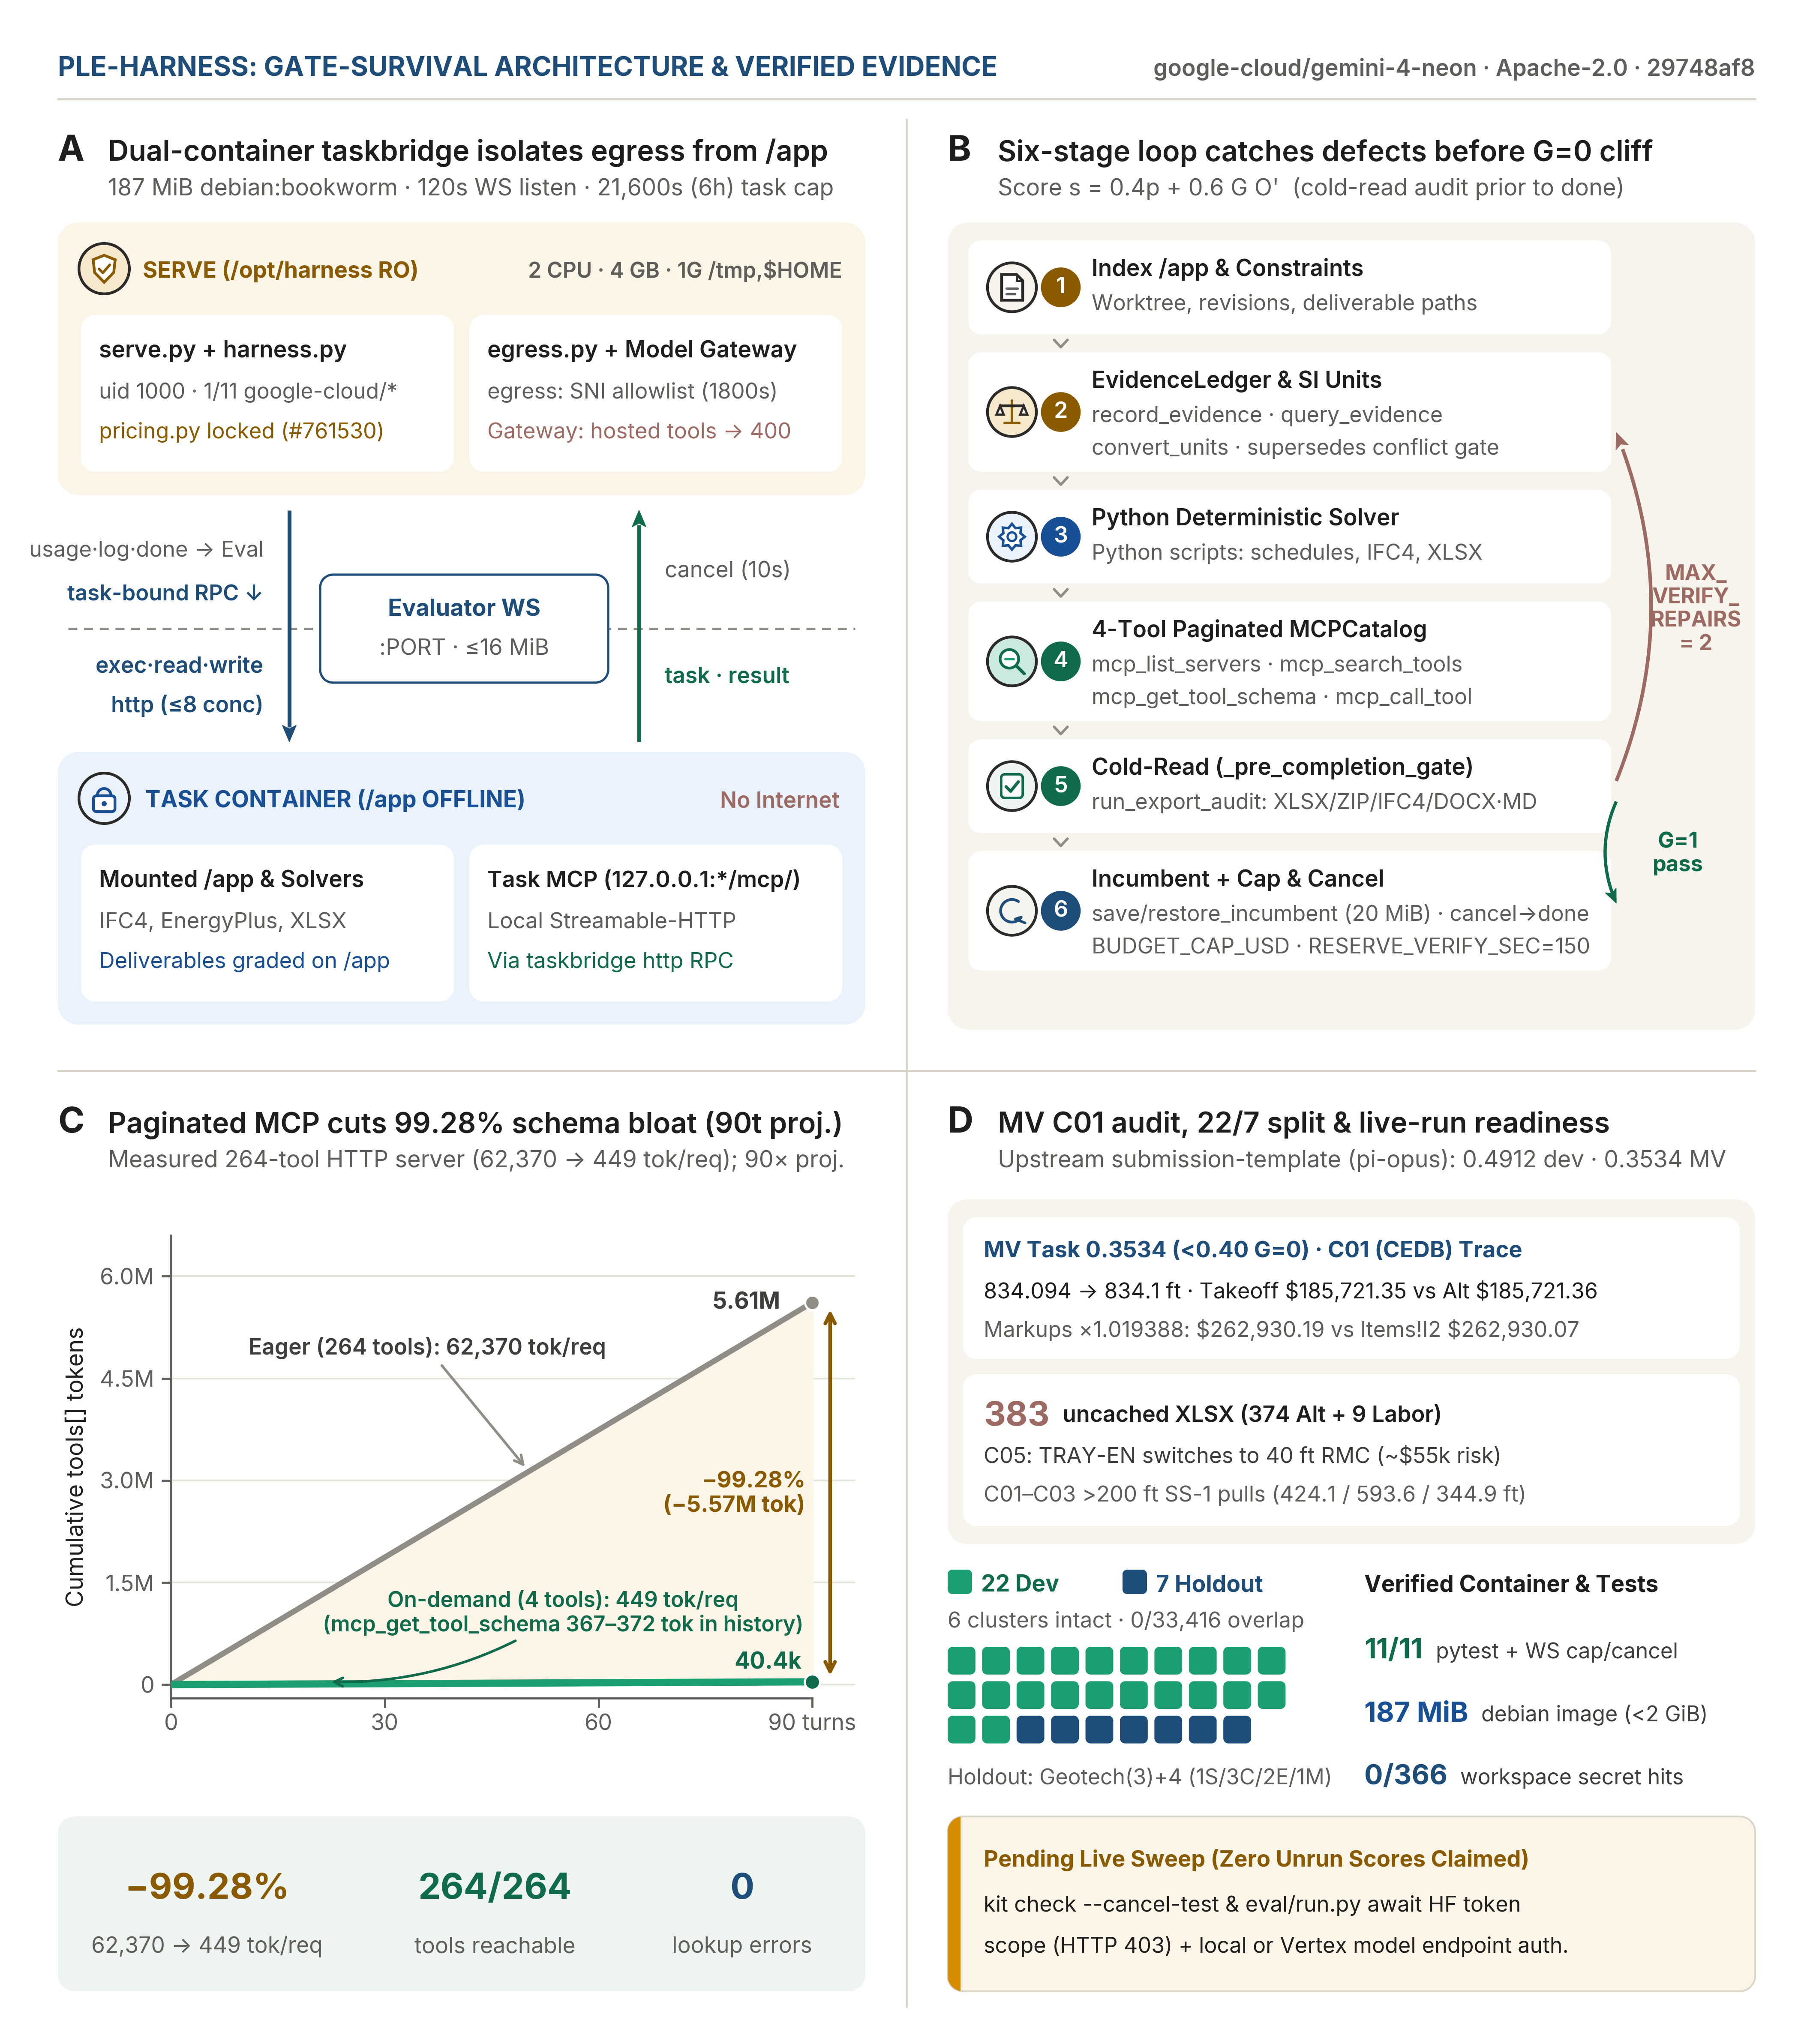 PLE-HARNESS: GATE-SURVIVAL ARCHITECTURE & VERIFIED EVIDENCE
google-cloud/gemini-4-neon · Apache-2.0 · 29748af8
A Dual-container taskbridge isolates egress from /app
187 MiB debian:bookworm · 120s WS listen · 21,600s (6h) task cap
SERVE (/opt/harness RO)
2 CPU · 4 GB · 1G /tmp,$HOME
serve.py + harness.py
uid 1000 · 1/11 google-cloud/*
pricing.py locked (#761530)
egress.py + Model Gateway
egress: SNI allowlist (1800s)
Gateway: hosted tools → 400
usage·log·done → Eval
task-bound RPC ↓
exec·read·write
http (≤8 conc)
Evaluator WS
:PORT · ≤16 MiB
cancel (10s)
task · result
TASK CONTAINER (/app OFFLINE)
No Internet
Mounted /app & Solvers
IFC4, EnergyPlus, XLSX
Deliverables graded on /app
Task MCP (127.0.0.1:*/mcp/)
Local Streamable-HTTP
Via taskbridge http RPC
B Six-stage loop catches defects before G=0 cliff
Score s = 0.4p + 0.6 G O' (cold-read audit prior to done)
1
Index /app & Constraints
Worktree, revisions, deliverable paths
2
EvidenceLedger & SI Units
record_evidence · query_evidence
convert_units · supersedes conflict gate
3
Python Deterministic Solver
Python scripts: schedules, IFC4, XLSX
4
4-Tool Paginated MCPCatalog
mcp_list_servers · mcp_search_tools
mcp_get_tool_schema · mcp_call_tool
5
Cold-Read (_pre_completion_gate)
run_export_audit: XLSX/ZIP/IFC4/DOCX·MD
6
Incumbent + Cap & Cancel
save/restore_incumbent (20 MiB) · cancel→done
BUDGET_CAP_USD · RESERVE_VERIFY_SEC=150
MAX_
VERIFY_
REPAIRS
= 2
G=1
pass
C Paginated MCP cuts 99.28% schema bloat (90t proj.)
Measured 264-tool HTTP server (62,370 → 449 tok/req); 90× proj.
Cumulative tools[] tokens
6.0M
4.5M
3.0M
1.5M
0
0
30
60
90 turns
5.61M
Eager (264 tools): 62,370 tok/req
−99.28%
(−5.57M tok)
On-demand (4 tools): 449 tok/req
(mcp_get_tool_schema 367–372 tok in history)
40.4k
−99.28%
62,370 → 449 tok/req
264/264
tools reachable
0
lookup errors
D MV C01 audit, 22/7 split & live-run readiness
Upstream submission-template (pi-opus): 0.4912 dev · 0.3534 MV
MV Task 0.3534 (<0.40 G=0) · C01 (CEDB) Trace
834.094 → 834.1 ft · Takeoff $185,721.35 vs Alt $185,721.36
Markups ×1.019388: $262,930.19 vs Items!I2 $262,930.07
383 uncached XLSX (374 Alt + 9 Labor)
C05: TRAY-EN switches to 40 ft RMC (~$55k risk)
C01–C03 >200 ft SS-1 pulls (424.1 / 593.6 / 344.9 ft)
22 Dev
7 Holdout
6 clusters intact · 0/33,416 overlap
Holdout: Geotech(3)+4 (1S/3C/2E/1M)
Verified Container & Tests
11/11 pytest + WS cap/cancel
187 MiB debian image (<2 GiB)
0/366 workspace secret hits
Pending Live Sweep (Zero Unrun Scores Claimed)
kit check --cancel-test & eval/run.py await HF token
scope (HTTP 403) + local or Vertex model endpoint auth.